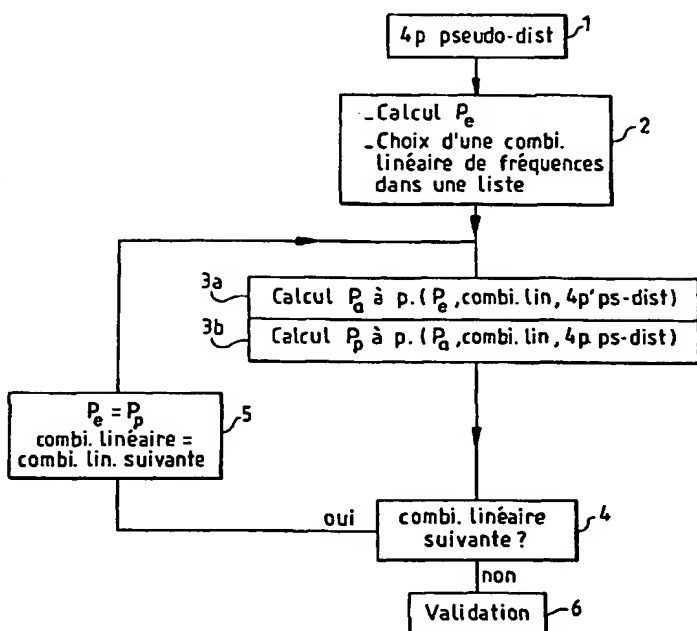 1
4p pseudo-dist
2
-Calcul Pe
-Choix d'une combi.
linéaire de fréquences
dans une liste
3a
Calcul Pa à p.(Pe,combi.lin, 4p' ps-dist)
3b
Calcul Pp à p.(Pa,combi.lin, 4p. ps-dist)
5
Pe = Pp
combi. linéaire =
combi. lin. suivante
oui
4
combi. linéaire
suivante ?
non
Validation
6